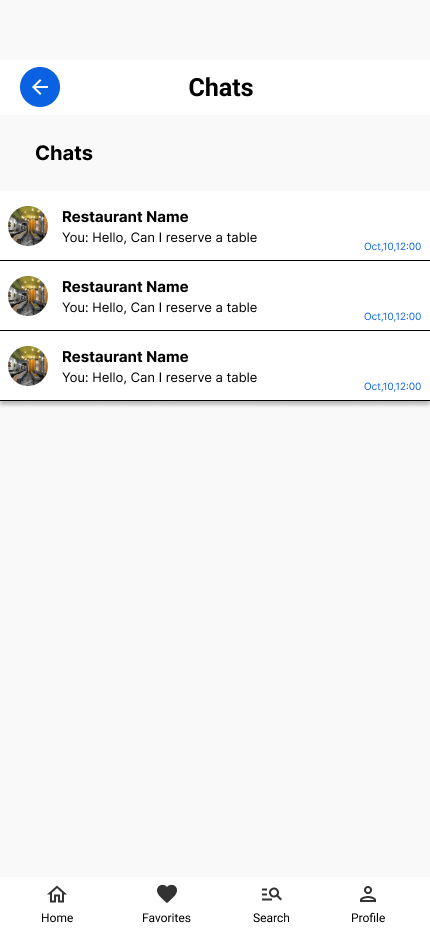 Chats
Chats
Restaurant Name
You: Hello, Can I reserve a table
Oct,10,12:00
Restaurant Name
You: Hello, Can I reserve a table
Oct,10,12:00
Restaurant Name
You: Hello, Can I reserve a table
Oct,10,12:00
Home Favorites Search Profile